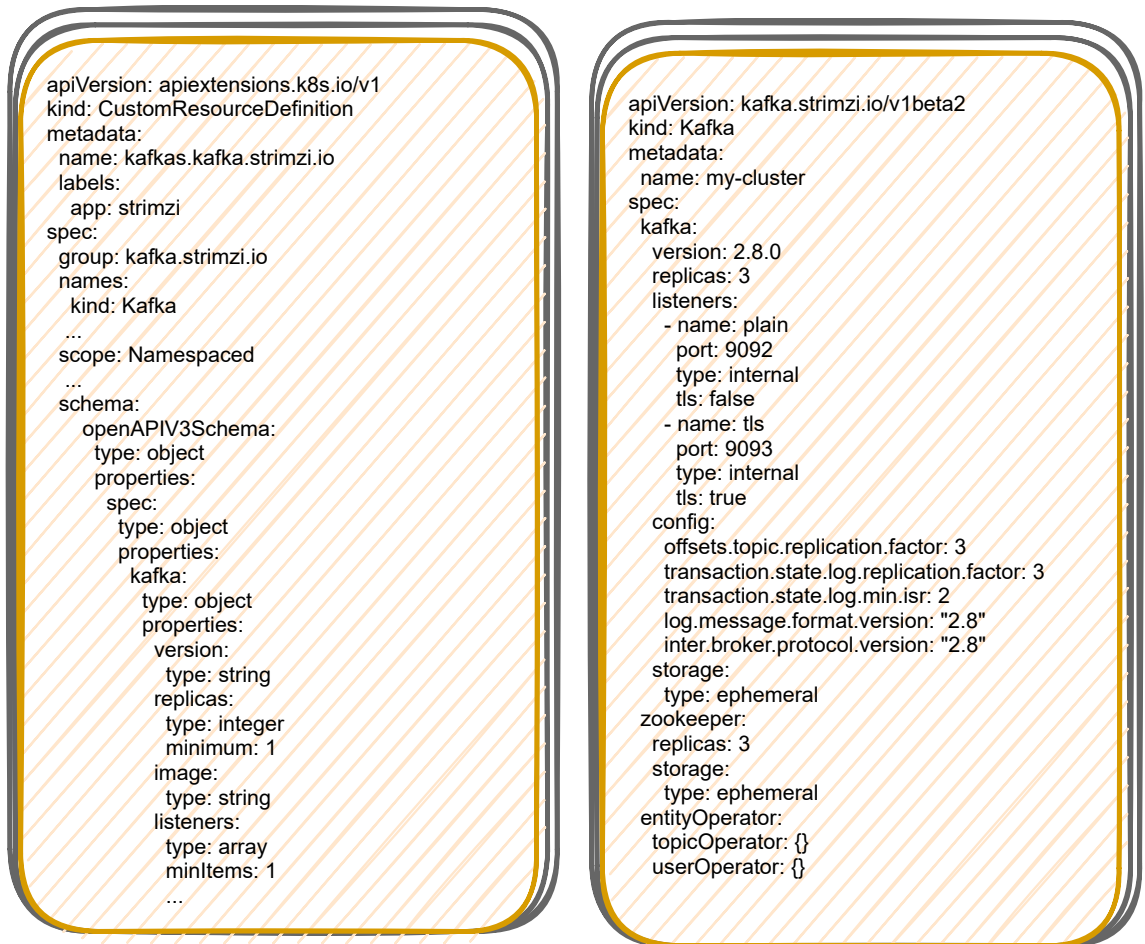 apiVersion: apiextensions.k8s.io/v1
kind: CustomResourceDefinition
metadata:
  name: kafkas.kafka.strimzi.io
  labels:
    app: strimzi
spec:
  group: kafka.strimzi.io
  names:
    kind: Kafka
   ...
  scope: Namespaced
   ...
  schema:
      openAPIV3Schema:
        type: object
        properties:
          spec:
            type: object
            properties:
              kafka:
                type: object
                properties:
                  version:
                    type: string
                  replicas:
                    type: integer
                    minimum: 1
                  image:
                    type: string
                  listeners:
                    type: array
                    minItems: 1
                    ...
apiVersion: kafka.strimzi.io/v1beta2
kind: Kafka
metadata:
  name: my-cluster
spec:
  kafka:
    version: 2.8.0
    replicas: 3
    listeners:
      - name: plain
        port: 9092
        type: internal
        tls: false
      - name: tls
        port: 9093
        type: internal
        tls: true
    config:
      offsets.topic.replication.factor: 3
      transaction.state.log.replication.factor: 3
      transaction.state.log.min.isr: 2
      log.message.format.version: "2.8"
      inter.broker.protocol.version: "2.8"
    storage:
      type: ephemeral
  zookeeper:
    replicas: 3
    storage:
      type: ephemeral
  entityOperator:
    topicOperator: {}
    userOperator: {}